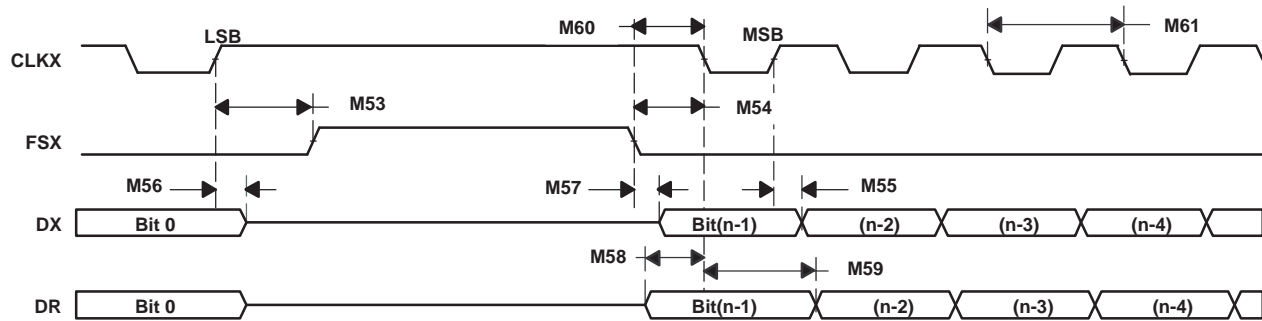 LSB
M60
MSB
M61
CLKX
M53
M54
FSX
M56
M57
M55
DX
Bit 0
Bit(n-1)
(n-2)
(n-3)
(n-4)
M58
M59
DR
Bit 0
Bit(n-1)
(n-2)
(n-3)
(n-4)